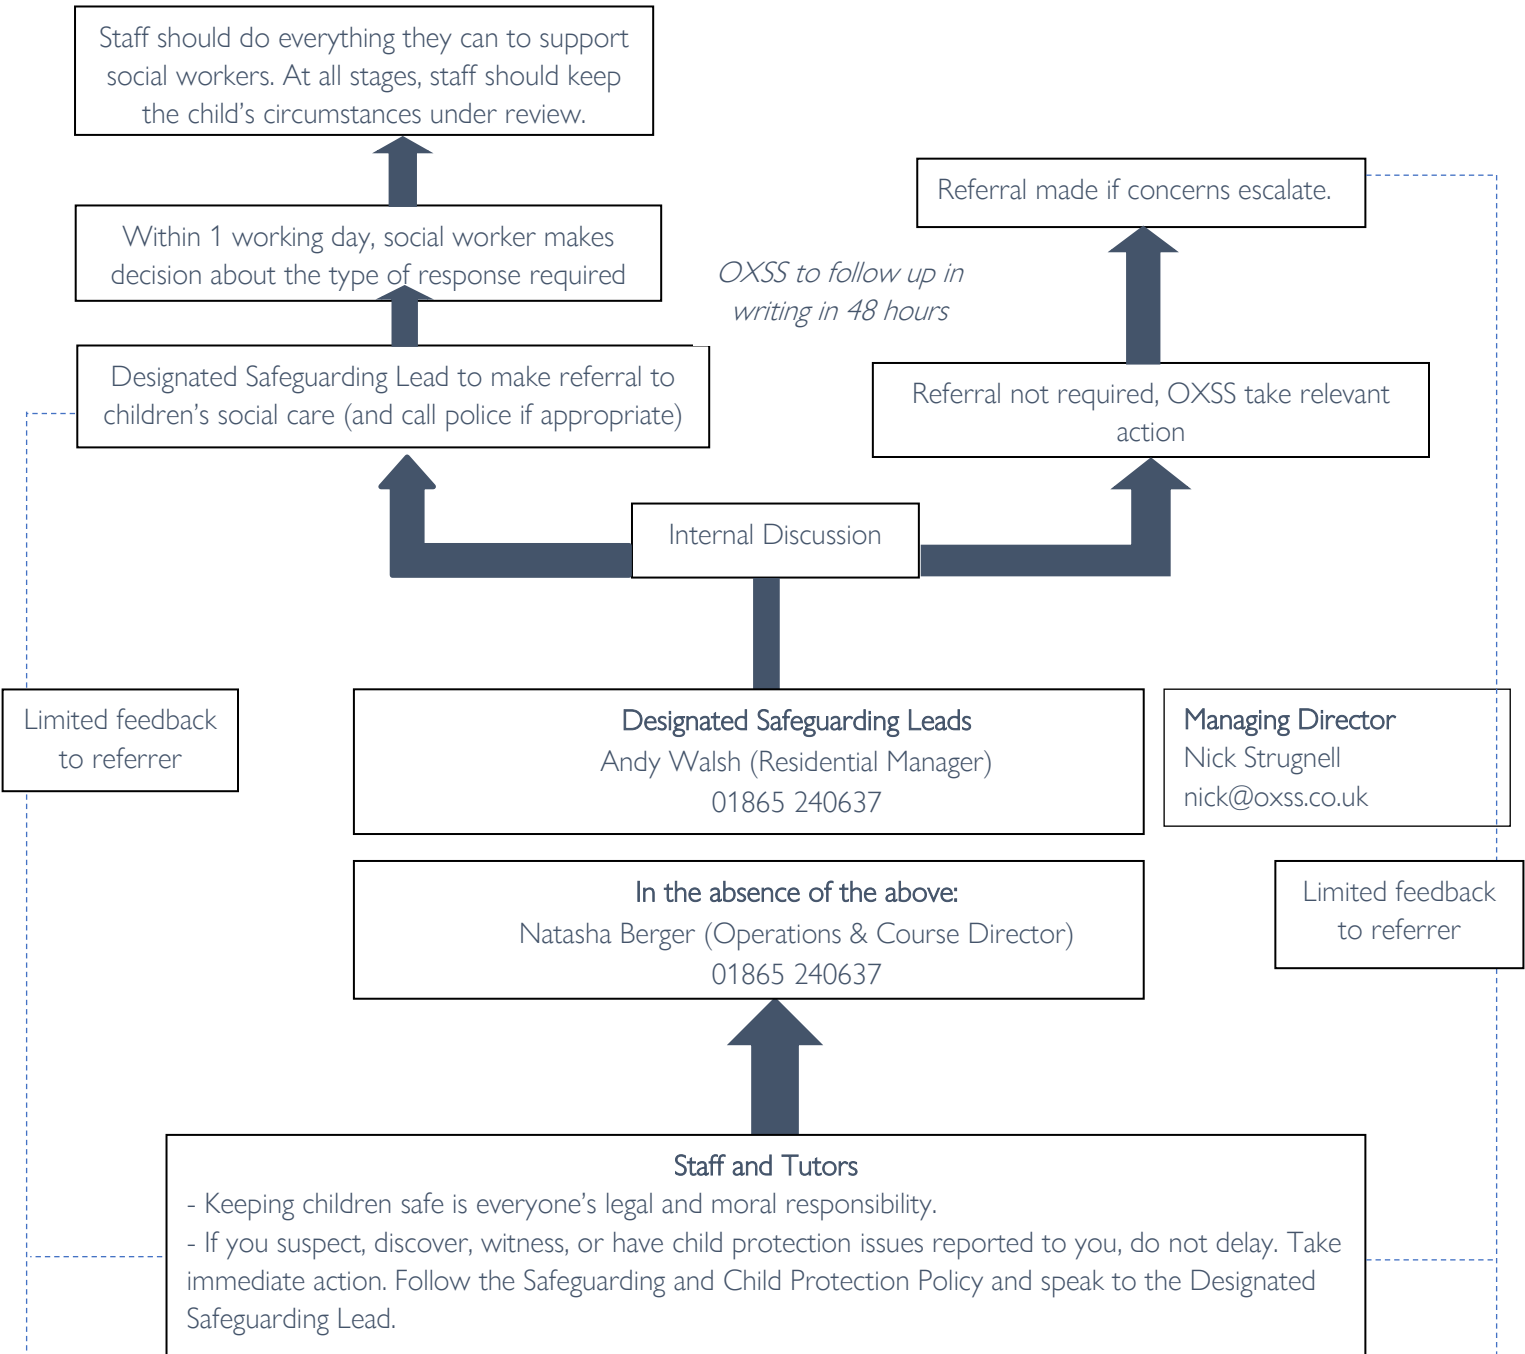 Staff should do everything they can to support
social workers. At all stages, staff should keep
the child's circumstances under review.
Referral made if concerns escalate.
Within 1 working day, social worker makes
decision about the type of response required
OXSS to follow up in
writing in 48 hours
Designated Safeguarding Lead to make referral to
children's social care (and call police if appropriate)
Referral not required, OXSS take relevant
action
Internal Discussion
Limited feedback
to referrer
Designated Safeguarding Leads
Andy Walsh (Residential Manager)
01865 240637
Managing Director
Nick Strugnell
nick@oxss.co.uk
In the absence of the above:
Natasha Berger (Operations & Course Director)
01865 240637
Limited feedback
to referrer
Staff and Tutors
- Keeping children safe is everyone's legal and moral responsibility.
- If you suspect, discover, witness, or have child protection issues reported to you, do not delay. Take
immediate action. Follow the Safeguarding and Child Protection Policy and speak to the Designated
Safeguarding Lead.